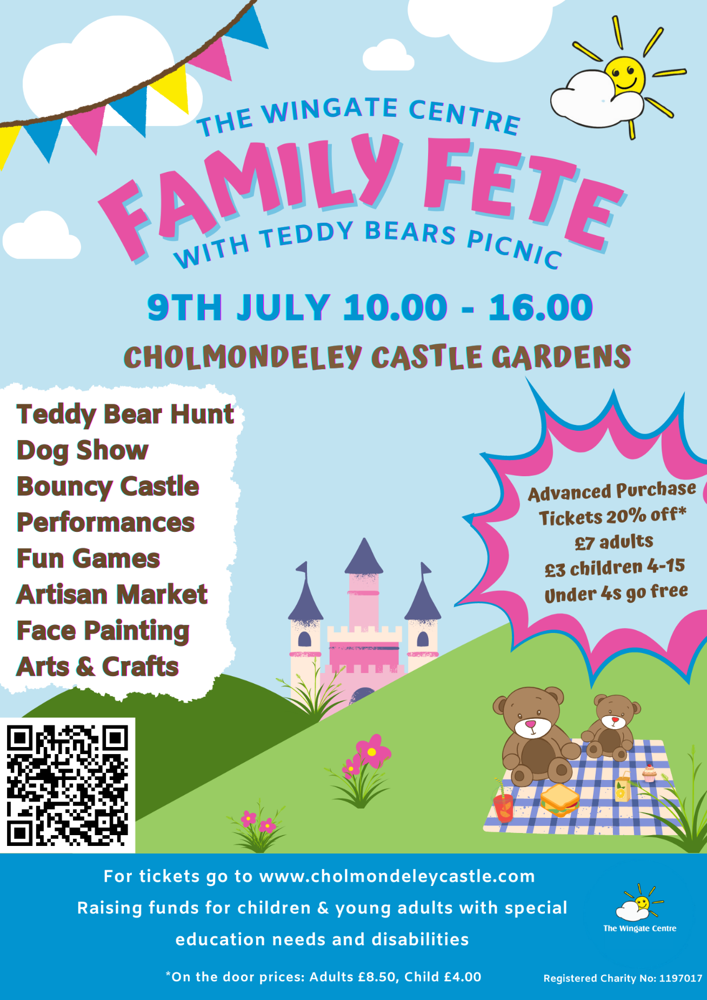 THE WINGATE CENTRE
FAMILY FETE
WITH TEDDY BEARS PICNIC
9TH JULY 10.00 - 16.00
CHOLMONDELEY CASTLE GARDENS
Teddy Bear Hunt
Dog Show
Bouncy Castle
Performances
Fun Games
Artisan Market
Face Painting
Arts & Crafts
Advanced Purchase
Tickets 20% off*
£7 adults
£3 children 4-15
Under 4s go free
For tickets go to www.cholmondeleycastle.com
Raising funds for children & young adults with special
education needs and disabilities
*On the door prices: Adults £8.50, Child £4.00
The Wingate Centre
Registered Charity No: 1197017